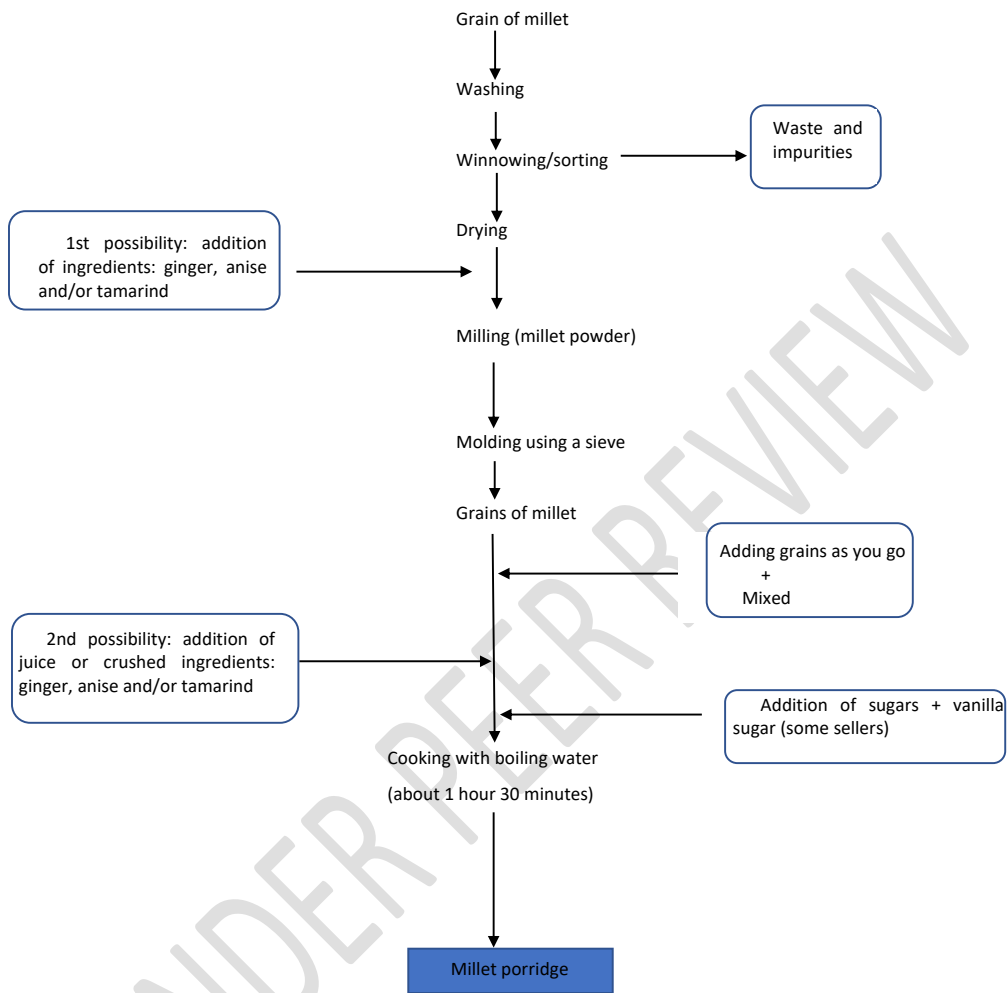 Grain of millet
Washing
Winnowing/sorting
Waste and
impurities
Drying
1st possibility: addition
of ingredients: ginger, anise
and/or tamarind
Milling (millet powder)
Molding using a sieve
Grains of millet
Adding grains as you go
+
Mixed
2nd possibility: addition of
juice or crushed ingredients:
ginger, anise and/or tamarind
Addition of sugars + vanilla
sugar (some sellers)
Cooking with boiling water
(about 1 hour 30 minutes)
Millet porridge
NDER PEER REVIEW